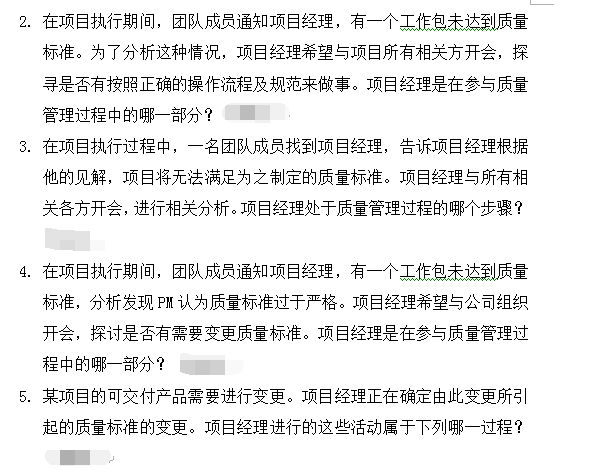 2. 在项目执行期间，团队成员通知项目经理，有一个工作包未达到质量
标准。为了分析这种情况，项目经理希望与项目所有相关方开会，探
寻是否有按照正确的操作流程及规范来做事。项目经理是在参与质量
管理过程中的哪一部分？
3. 在项目执行过程中，一名团队成员找到项目经理，告诉项目经理根据
他的见解，项目将无法满足为之制定的质量标准。项目经理与所有相
关各方开会，进行相关分析。项目经理处于质量管理过程的哪个步骤？
4. 在项目执行期间，团队成员通知项目经理，有一个工作包未达到质量
标准，分析发现 PM 认为质量标准过于严格。项目经理希望与公司组织
开会，探讨是否有需要变更质量标准。项目经理是在参与质量管理过
程中的哪一部分？
5. 某项目的可交付产品需要进行变更。项目经理正在确定由此变更所引
起的质量标准的变更。项目经理进行的这些活动属于下列哪一过程？